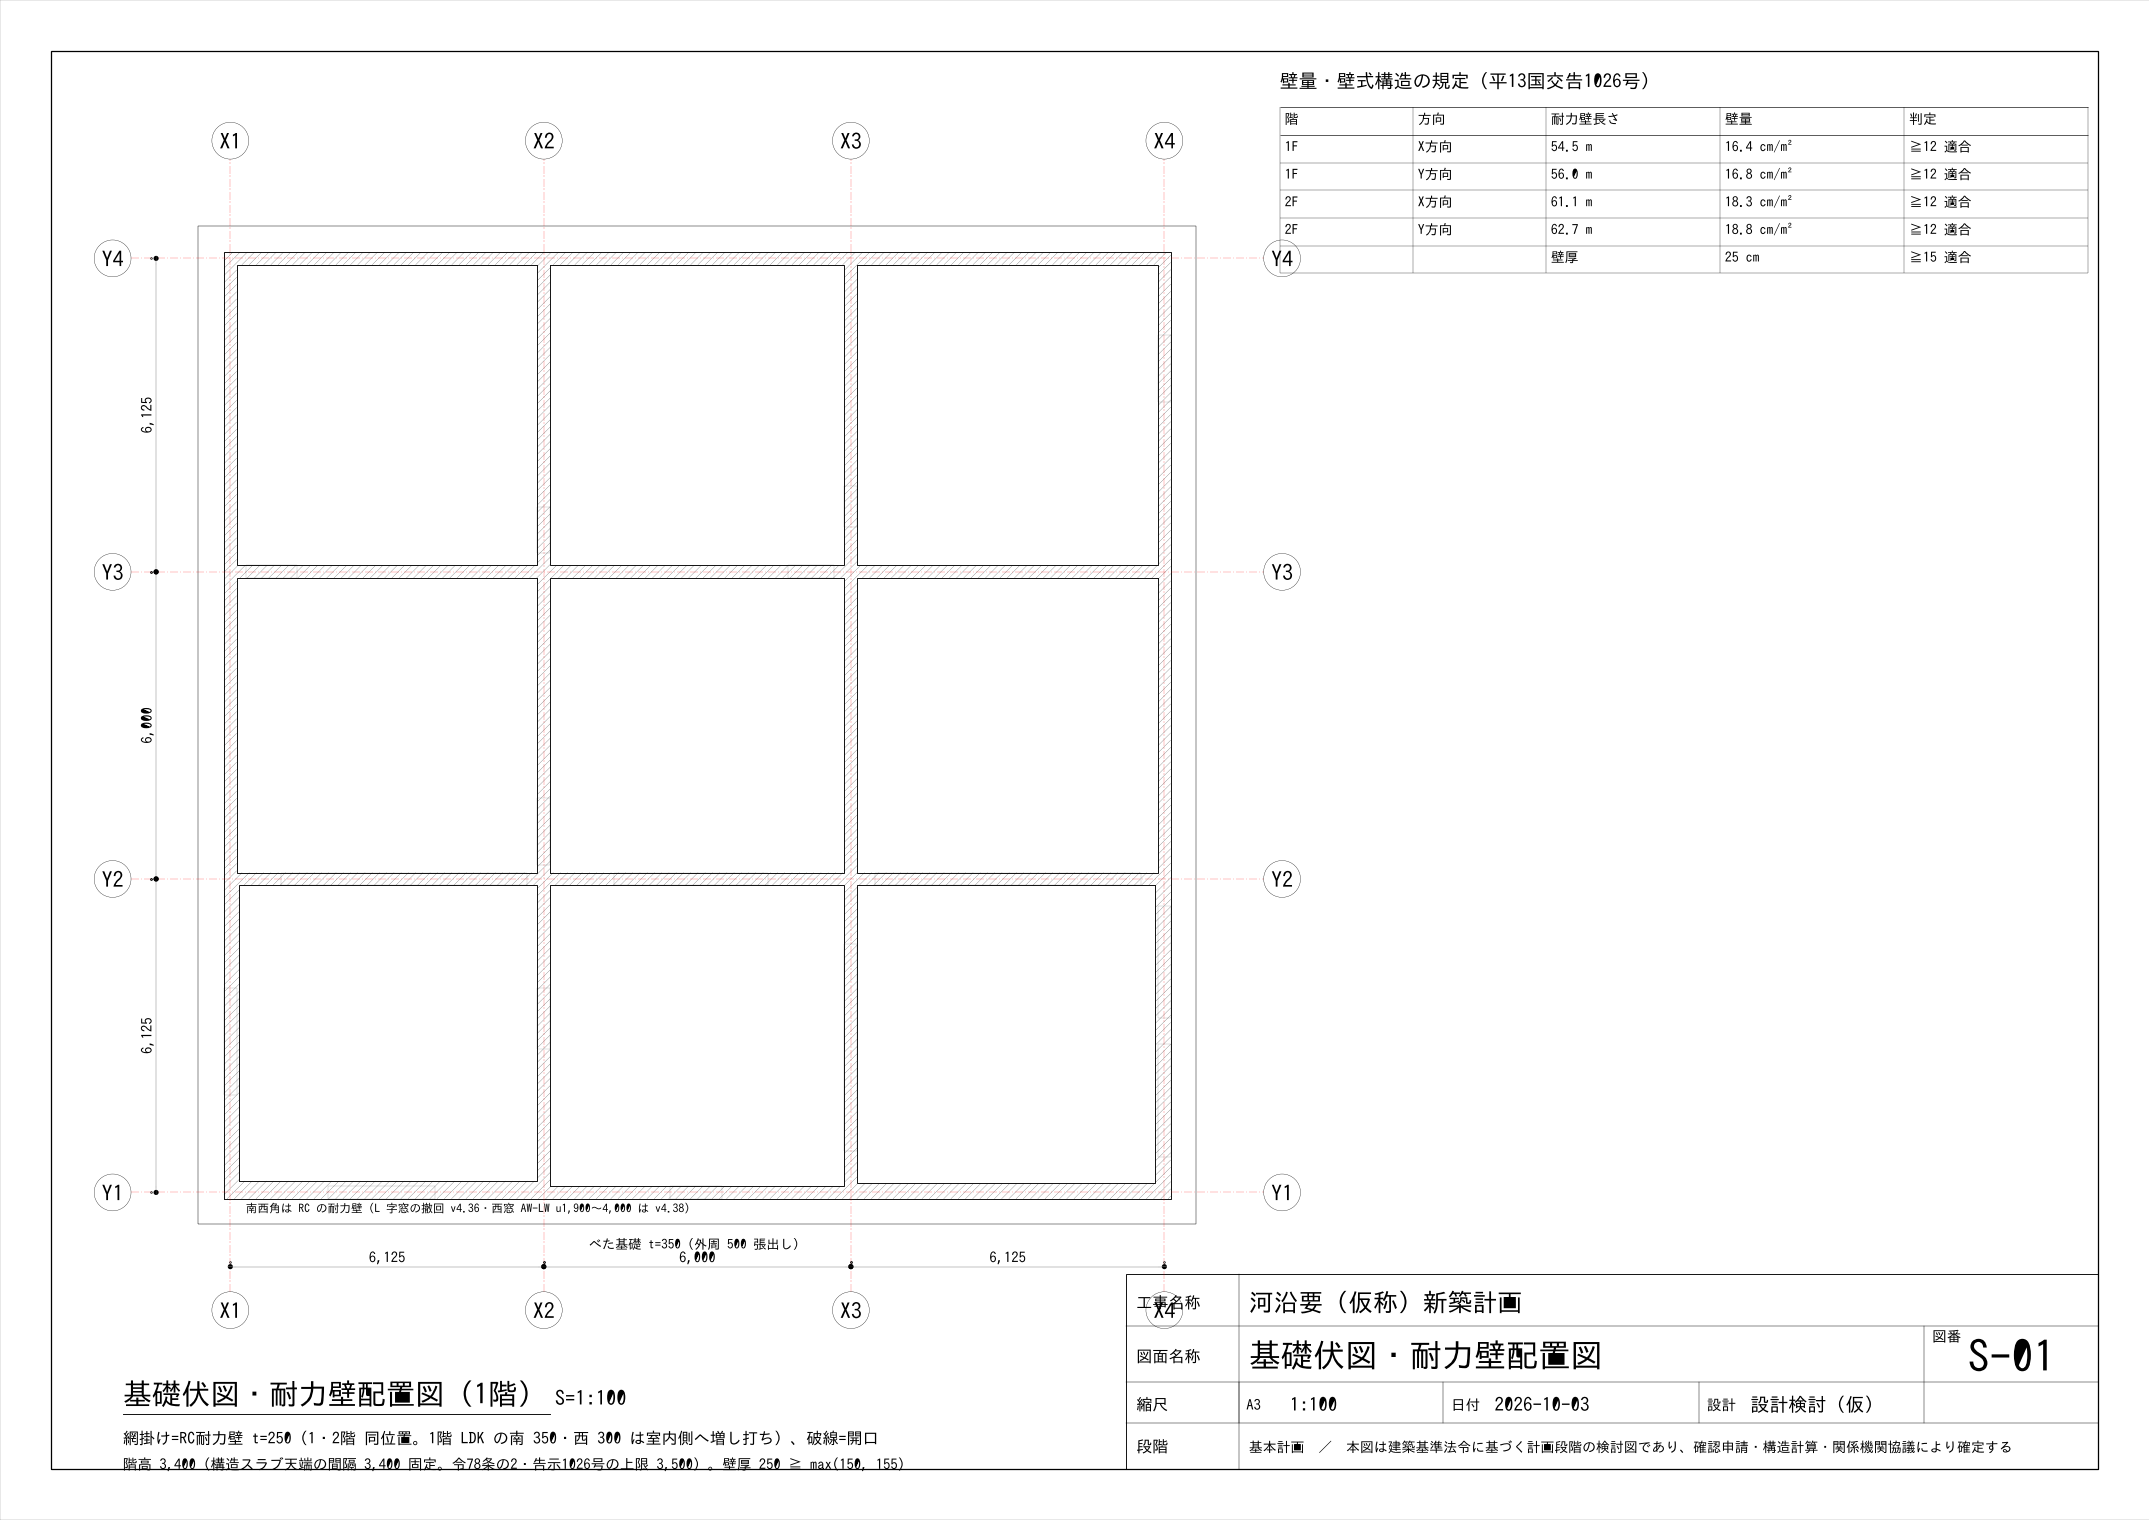 壁量・壁式構造の規定（平13国交告1026号）
階 方向 耐力壁長さ 壁量 判定
1F X方向 54.5 m 16.4 cm/m² ≧12 適合
1F Y方向 56.0 m 16.8 cm/m² ≧12 適合
2F X方向 61.1 m 18.3 cm/m² ≧12 適合
2F Y方向 62.7 m 18.8 cm/m² ≧12 適合
壁厚 25 cm ≧15 適合
X1 X2 X3 X4
Y4 Y4
6,125
Y3 Y3
6,000
Y2 Y2
6,125
Y1 Y1
南西角は RC の耐力壁（L 字窓の撤回 v4.36・西窓 AW-LW u1,900〜4,000 は v4.38）
べた基礎 t=350（外周 500 張出し）
6,125 6,000 6,125
X1 X2 X3 X4
基礎伏図・耐力壁配置図（1階） S=1:100
網掛け=RC耐力壁 t=250（1・2階 同位置。1階 LDK の南 350・西 300 は室内側へ増し打ち）、破線=開口
階高 3,400（構造スラブ天端の間隔 3,400 固定。令78条の2・告示1026号の上限 3,500）。壁厚 250 ≧ max(150, 155)
工事名称 河沿要（仮称）新築計画
図面名称 基礎伏図・耐力壁配置図 図番 S-01
縮尺 A3 1:100 日付 2026-10-03 設計 設計検討（仮）
段階 基本計画 ／ 本図は建築基準法令に基づく計画段階の検討図であり、確認申請・構造計算・関係機関協議により確定する